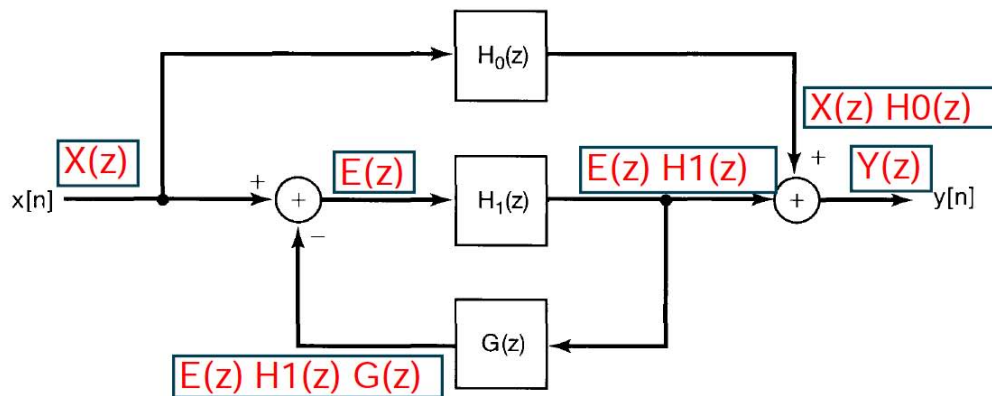 H₀(z)
X(z) H0(z)
X(z)
E(z)
E(z) H1(z)
+
Y(z)
x[n]
+
+
H₁(z)
+
y[n]
−
G(z)
E(z) H1(z) G(z)